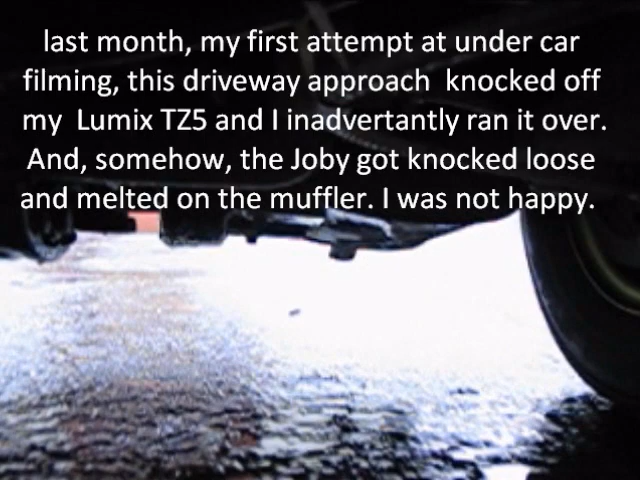 last month, my first attempt at under car
filming, this driveway approach knocked off
my Lumix TZ5 and I inadvertantly ran it over.
And, somehow, the Joby got knocked loose
and melted on the muffler. I was not happy.